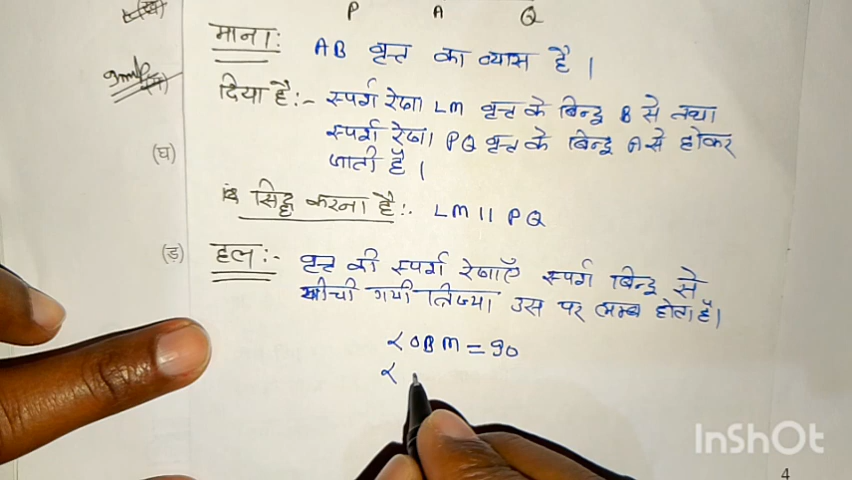 P A Q
माना: AB वृत्त का व्यास है।
दिया है:- स्पर्श रेखा LM वृत्त के बिन्दु B से तथा
स्पर्श रेखा PQ वृत्त के बिन्दु A से होकर
जाती है।
(घ)
सिद्ध करना है:- LM || PQ
(ङ) हल:- वृत्त की स्पर्श रेखाएँ स्पर्श बिन्दु से
खीची गयी त्रिज्या उस पर लम्ब होता है।
∠OBM = 90
∠
InShOt
4